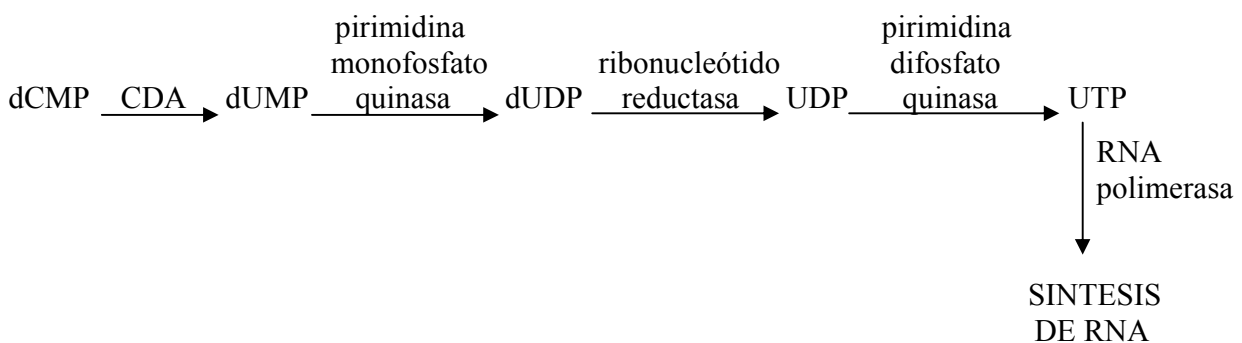 pirimidina
monofosfato
quinasa
ribonucleótido
reductasa
pirimidina
difosfato
quinasa
dCMP CDA dUMP dUDP UDP UTP
RNA
polimerasa
SINTESIS
DE RNA